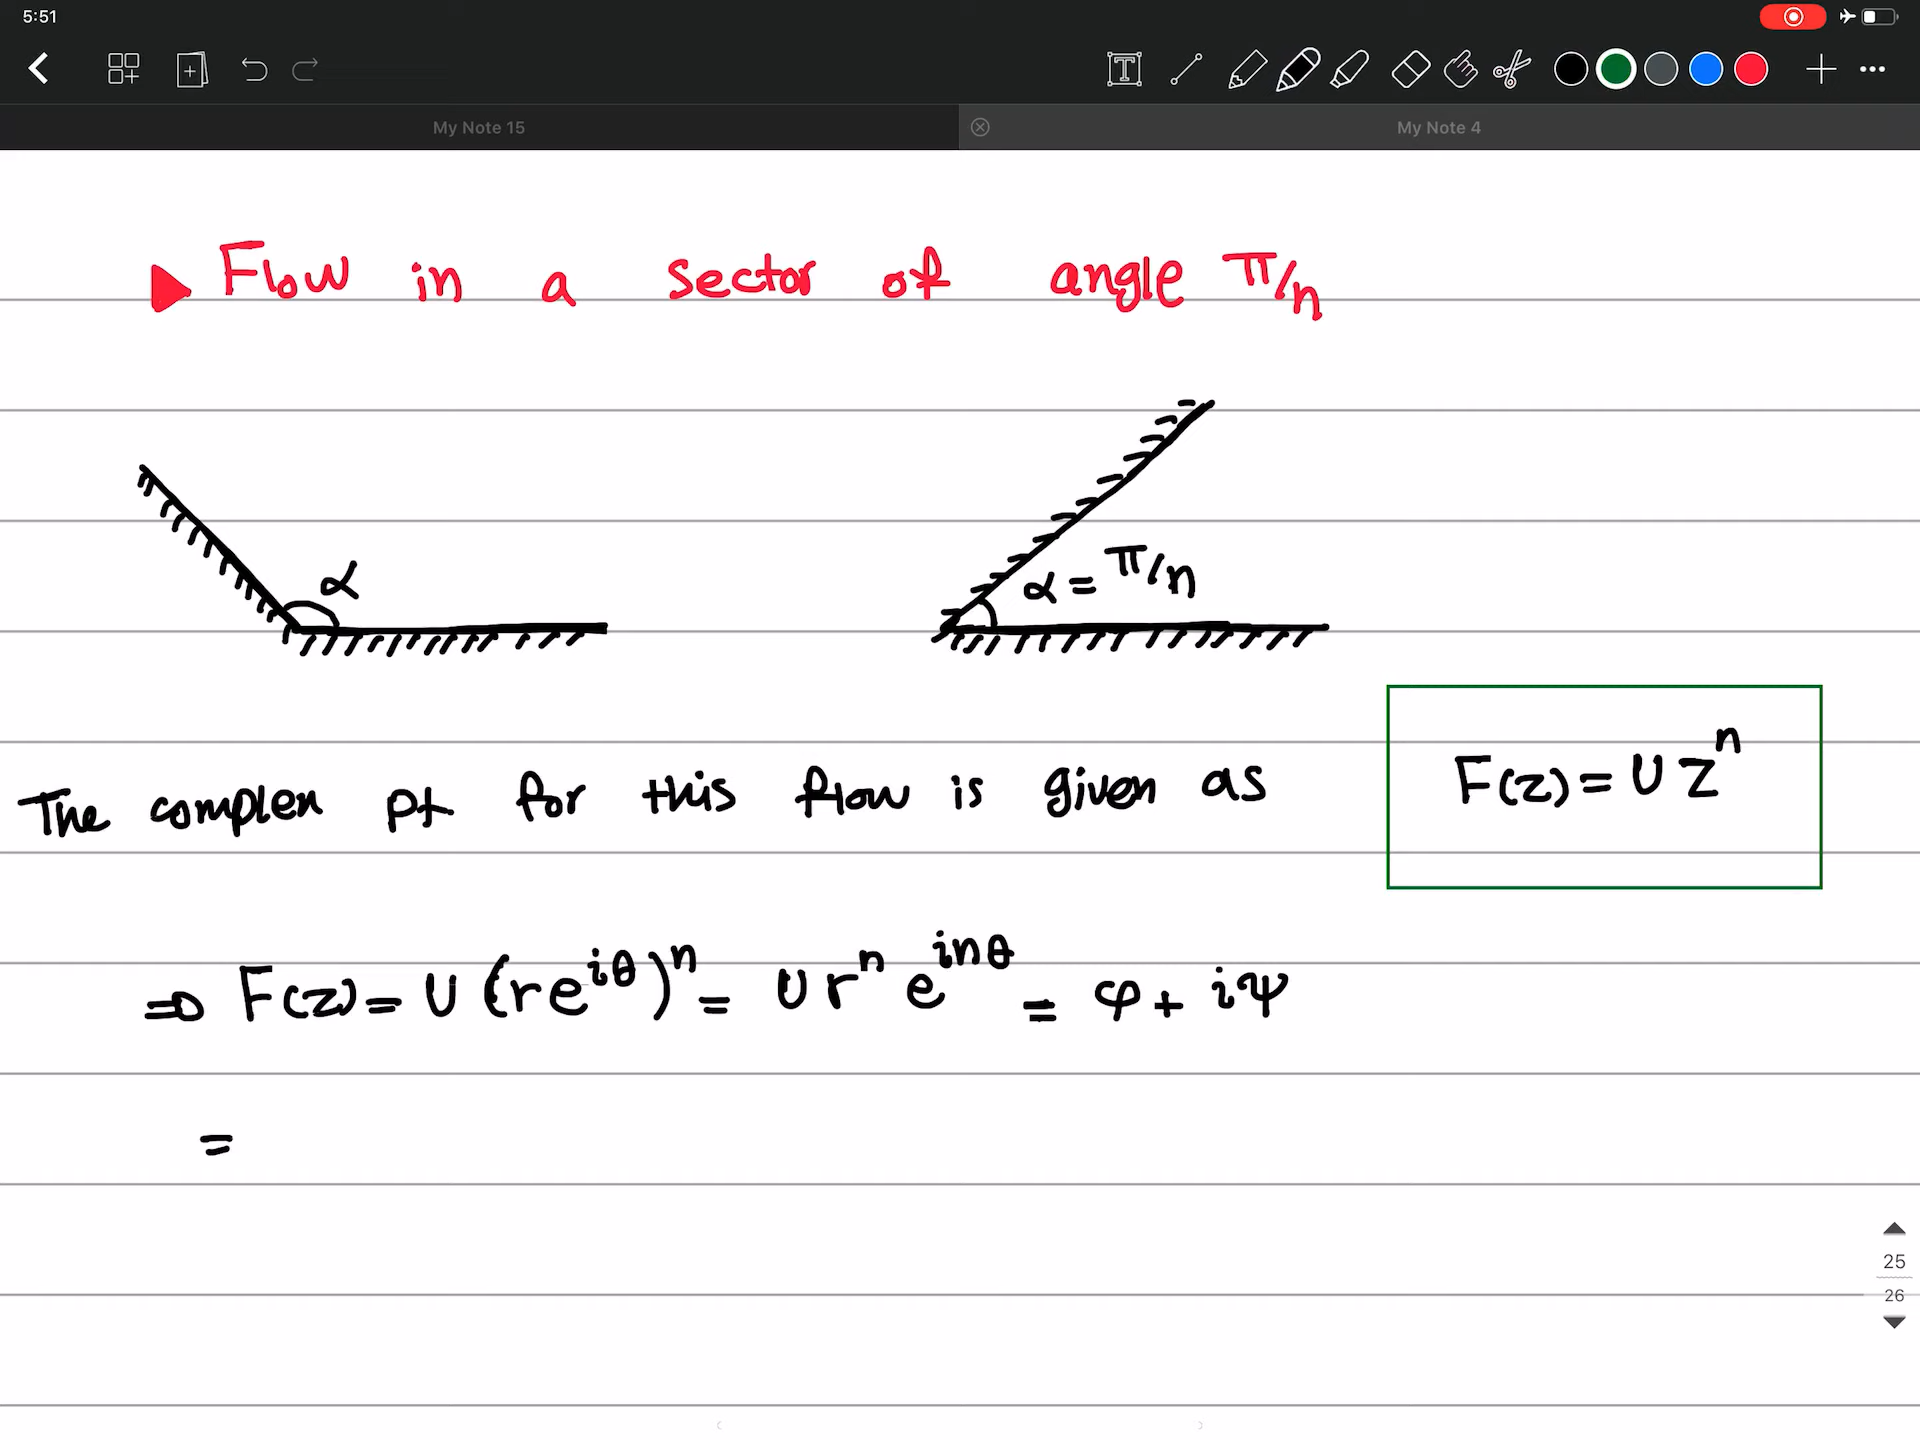 5:51
My Note 15
My Note 4
Flow in a sector of angle π/n
α
α = π/n
The complex pt for this flow is given as
F(z) = U z^n
⇒ F(z) = U (re^{iθ})^n = U r^n e^{inθ} = φ + iψ
=
25
26